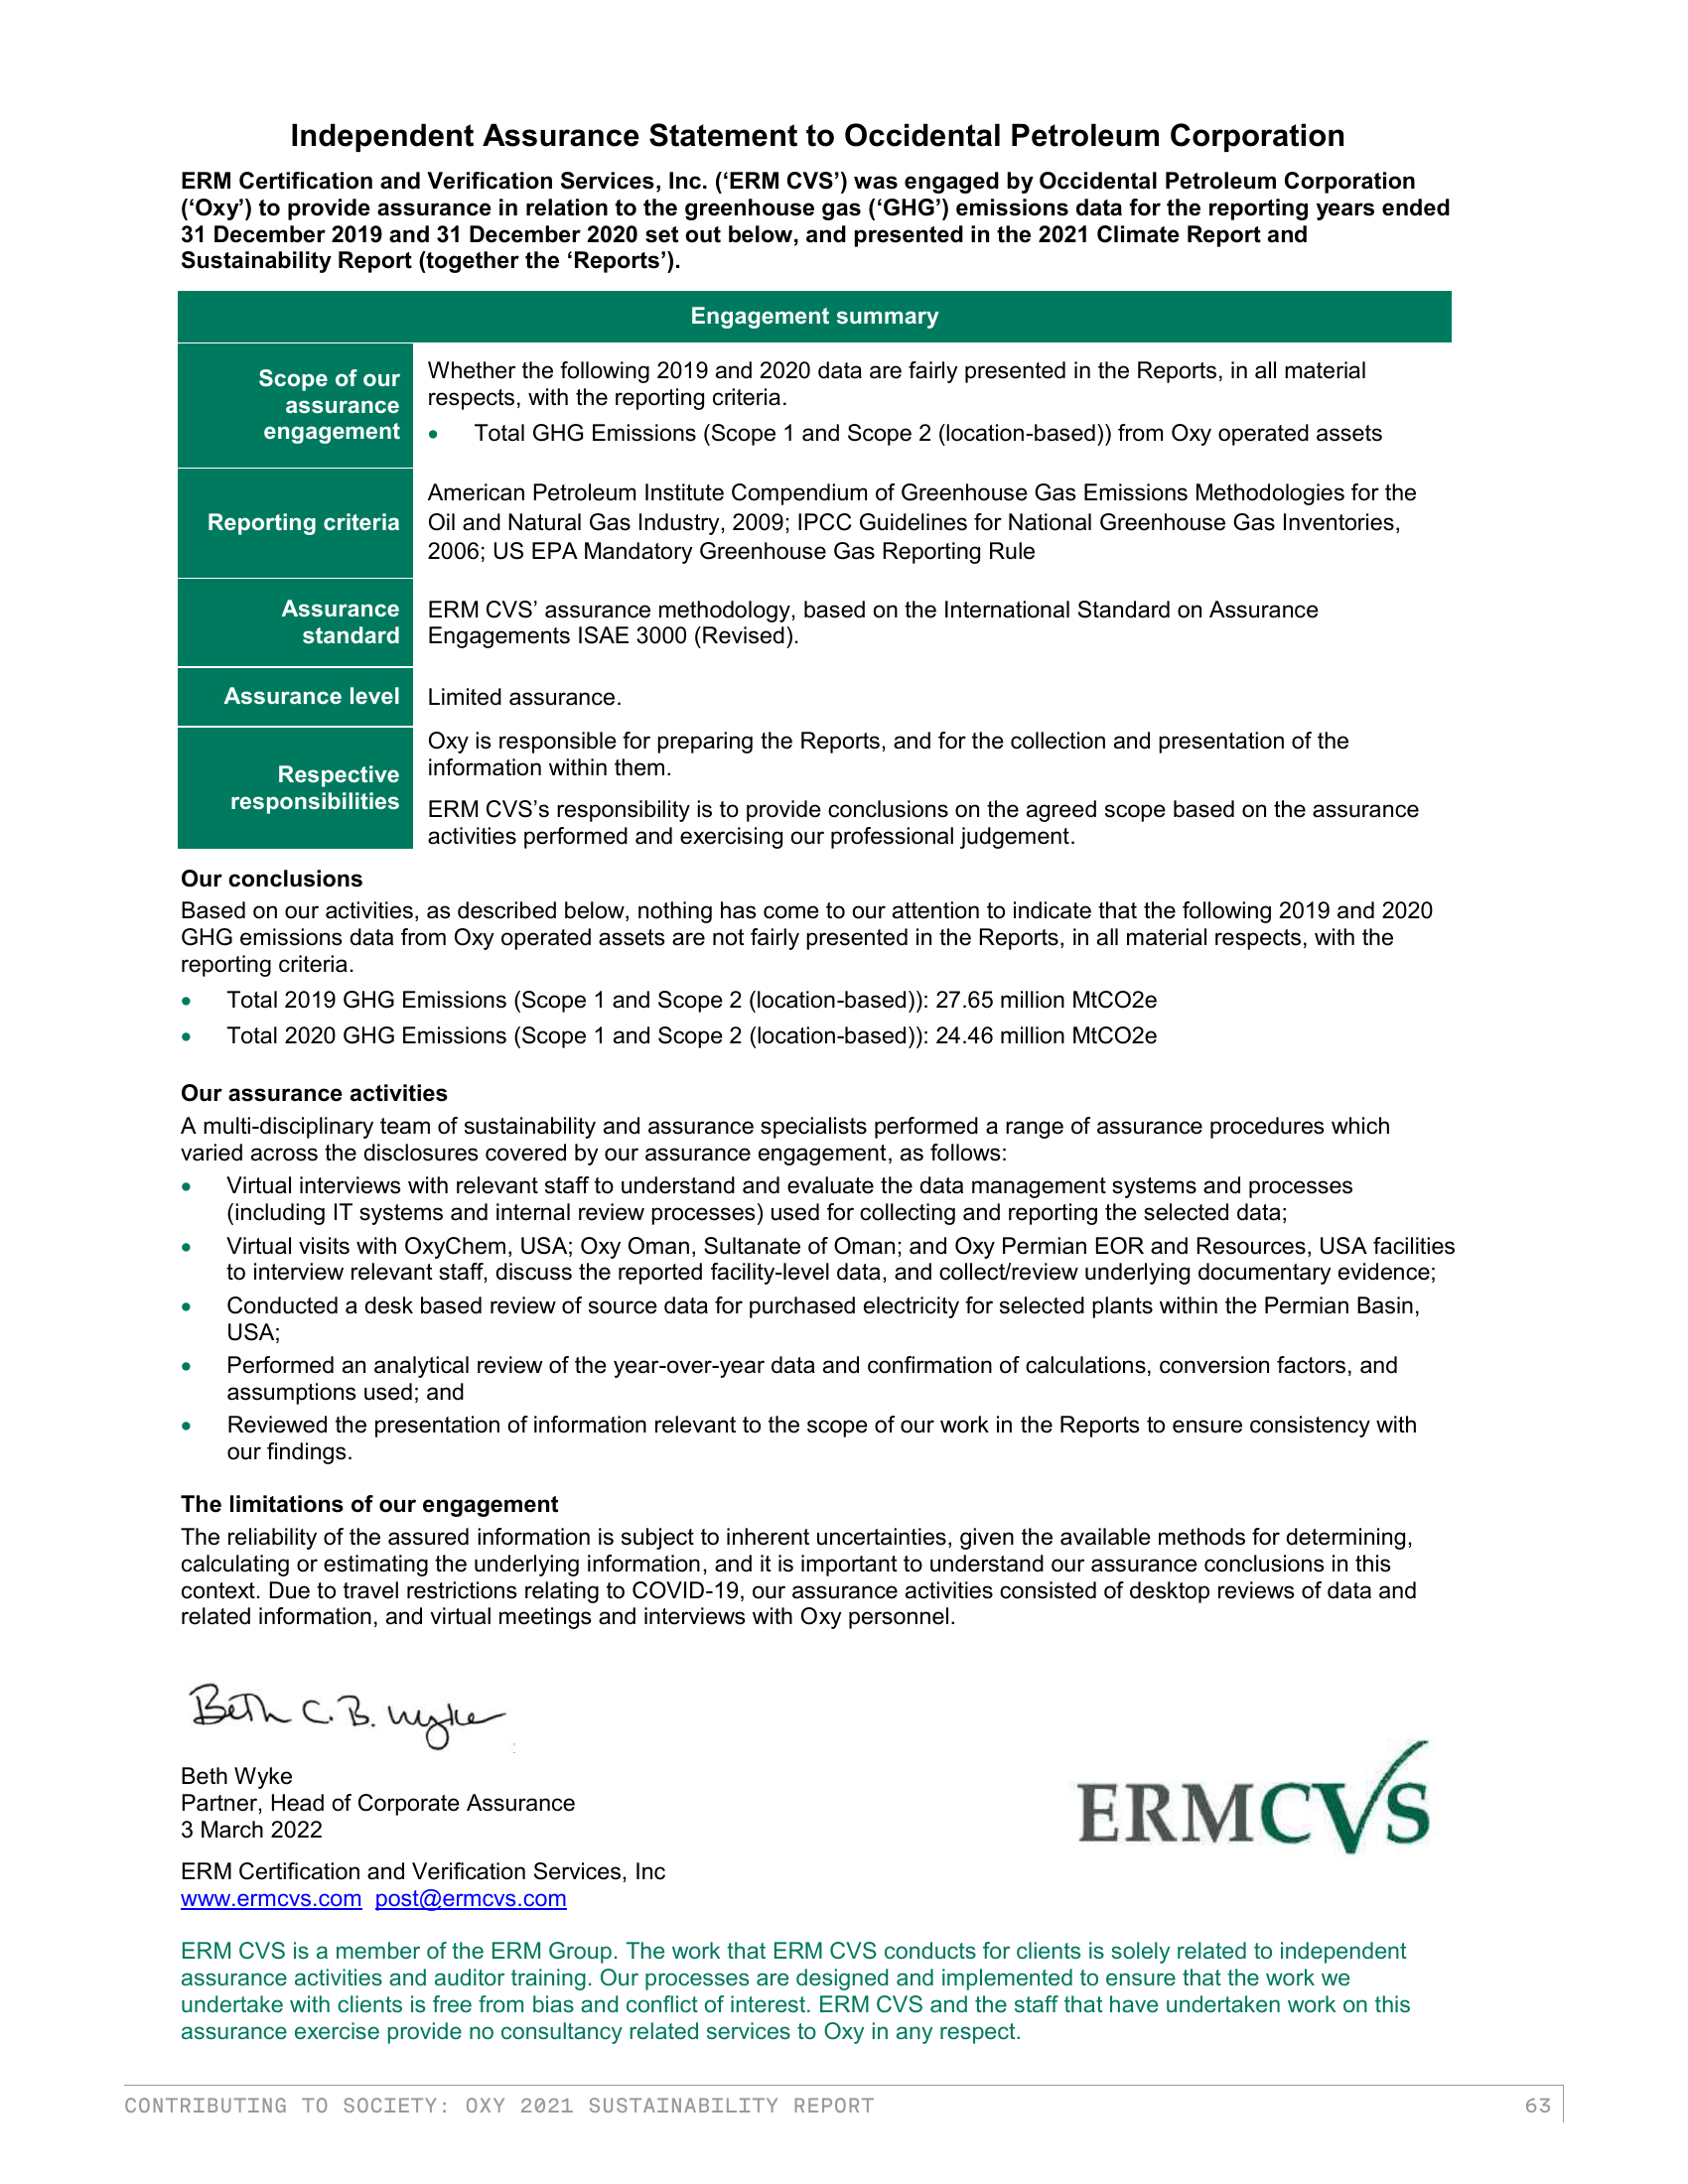 Independent Assurance Statement to Occidental Petroleum Corporation
ERM Certification and Verification Services, Inc. (‘ERM CVS’) was engaged by Occidental Petroleum Corporation
(‘Oxy’) to provide assurance in relation to the greenhouse gas (‘GHG’) emissions data for the reporting years ended
31 December 2019 and 31 December 2020 set out below, and presented in the 2021 Climate Report and
Sustainability Report (together the ‘Reports’).
Engagement summary
Scope of our
assurance
engagement
Whether the following 2019 and 2020 data are fairly presented in the Reports, in all material
respects, with the reporting criteria.
• Total GHG Emissions (Scope 1 and Scope 2 (location-based)) from Oxy operated assets
Reporting criteria
American Petroleum Institute Compendium of Greenhouse Gas Emissions Methodologies for the
Oil and Natural Gas Industry, 2009; IPCC Guidelines for National Greenhouse Gas Inventories,
2006; US EPA Mandatory Greenhouse Gas Reporting Rule
Assurance
standard
ERM CVS’ assurance methodology, based on the International Standard on Assurance
Engagements ISAE 3000 (Revised).
Assurance level
Limited assurance.
Respective
responsibilities
Oxy is responsible for preparing the Reports, and for the collection and presentation of the
information within them.
ERM CVS’s responsibility is to provide conclusions on the agreed scope based on the assurance
activities performed and exercising our professional judgement.
Our conclusions
Based on our activities, as described below, nothing has come to our attention to indicate that the following 2019 and 2020
GHG emissions data from Oxy operated assets are not fairly presented in the Reports, in all material respects, with the
reporting criteria.
• Total 2019 GHG Emissions (Scope 1 and Scope 2 (location-based)): 27.65 million MtCO2e
• Total 2020 GHG Emissions (Scope 1 and Scope 2 (location-based)): 24.46 million MtCO2e
Our assurance activities
A multi-disciplinary team of sustainability and assurance specialists performed a range of assurance procedures which
varied across the disclosures covered by our assurance engagement, as follows:
• Virtual interviews with relevant staff to understand and evaluate the data management systems and processes
(including IT systems and internal review processes) used for collecting and reporting the selected data;
• Virtual visits with OxyChem, USA; Oxy Oman, Sultanate of Oman; and Oxy Permian EOR and Resources, USA facilities
to interview relevant staff, discuss the reported facility-level data, and collect/review underlying documentary evidence;
• Conducted a desk based review of source data for purchased electricity for selected plants within the Permian Basin,
USA;
• Performed an analytical review of the year-over-year data and confirmation of calculations, conversion factors, and
assumptions used; and
• Reviewed the presentation of information relevant to the scope of our work in the Reports to ensure consistency with
our findings.
The limitations of our engagement
The reliability of the assured information is subject to inherent uncertainties, given the available methods for determining,
calculating or estimating the underlying information, and it is important to understand our assurance conclusions in this
context. Due to travel restrictions relating to COVID-19, our assurance activities consisted of desktop reviews of data and
related information, and virtual meetings and interviews with Oxy personnel.
Beth C. B. Wyke
Beth Wyke
Partner, Head of Corporate Assurance
3 March 2022
ERMCVS
ERM Certification and Verification Services, Inc
www.ermcvs.com post@ermcvs.com
ERM CVS is a member of the ERM Group. The work that ERM CVS conducts for clients is solely related to independent
assurance activities and auditor training. Our processes are designed and implemented to ensure that the work we
undertake with clients is free from bias and conflict of interest. ERM CVS and the staff that have undertaken work on this
assurance exercise provide no consultancy related services to Oxy in any respect.
CONTRIBUTING TO SOCIETY: OXY 2021 SUSTAINABILITY REPORT 63